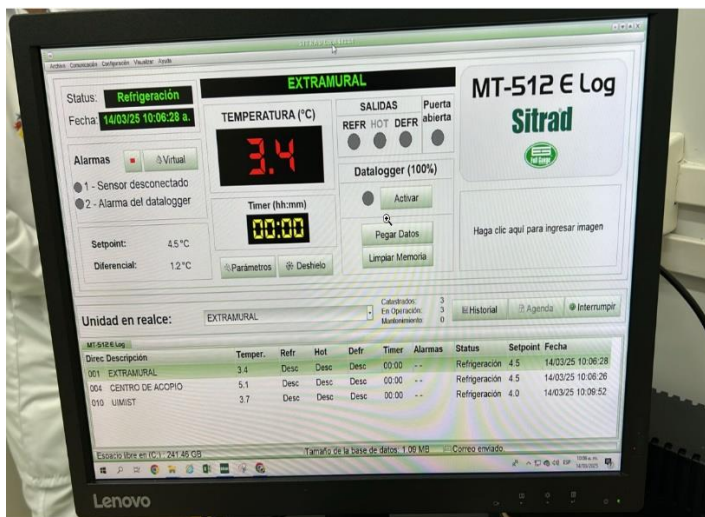 Archivo Comunicación Configuración Visualizar Ayuda
Status: Refrigeración
Fecha: 14/03/25 10:06:28 a.
EXTRAMURAL
TEMPERATURA (°C)
3.4
SALIDAS
REFR HOT DEFR
Puerta
abierta
MT-512 E Log
Sitrad
Full Gauge
Alarmas
Virtual
1 - Sensor desconectado
2 - Alarma del datalogger
Datalogger (100%)
Activar
Timer (hh:mm)
00:00
Pegar Datos
Limpiar Memoria
Haga clic aquí para ingresar imagen
Setpoint: 4.5 °C
Diferencial: 1.2 °C
Parámetros
Deshielo
Unidad en realce:
EXTRAMURAL
Catastrados: 3
En Operación: 3
Mantenimiento: 0
Historial
Agenda
Interrumpir
MT-512 E Log
Direc Descripción Temper. Refr Hot Defr Timer Alarmas Status Setpoint Fecha
001 EXTRAMURAL 3.4 Desc Desc Desc 00:00 -- Refrigeración 4.5 14/03/25 10:06:28
004 CENTRO DE ACOPIO 5.1 Desc Desc Desc 00:00 -- Refrigeración 4.5 14/03/25 10:06:26
010 UIMIST 3.7 Desc Desc Desc 00:00 -- Refrigeración 4.0 14/03/25 10:06:52
Espacio libre en (C:) - 241.46 GB
Tamaño de la base de datos: 1.00 MB
Correo enviado.
ESP
14/03/2025
Lenovo